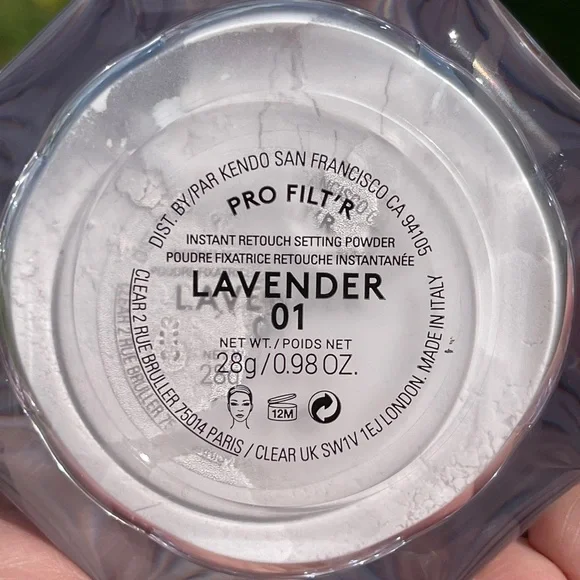 DIST. BY/PAR KENDO SAN FRANCISCO CA 94105
PRO FILT'R
INSTANT RETOUCH SETTING POWDER
POUDRE FIXATRICE RETOUCHE INSTANTANÉE
LAVENDER
01
NET WT./POIDS NET
28g/0.98 OZ.
12M
CLEAR 2 RUE BRULLER 75014 PARIS / CLEAR UK SW1V 1EJ LONDON. MADE IN ITALY